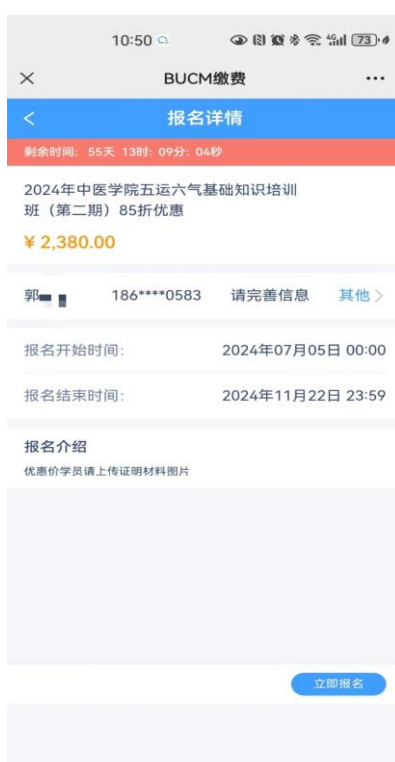 10:50 4G 73
BUCM缴费
报名详情
剩余时间: 55天 13时: 09分: 04秒
2024年中医学院五运六气基础知识培训
班（第二期）85折优惠
¥ 2,380.00
郭 186****0583 请完善信息 其他
报名开始时间: 2024年07月05日 00:00
报名结束时间: 2024年11月22日 23:59
报名介绍
优惠价学员请上传证明材料图片
立即报名